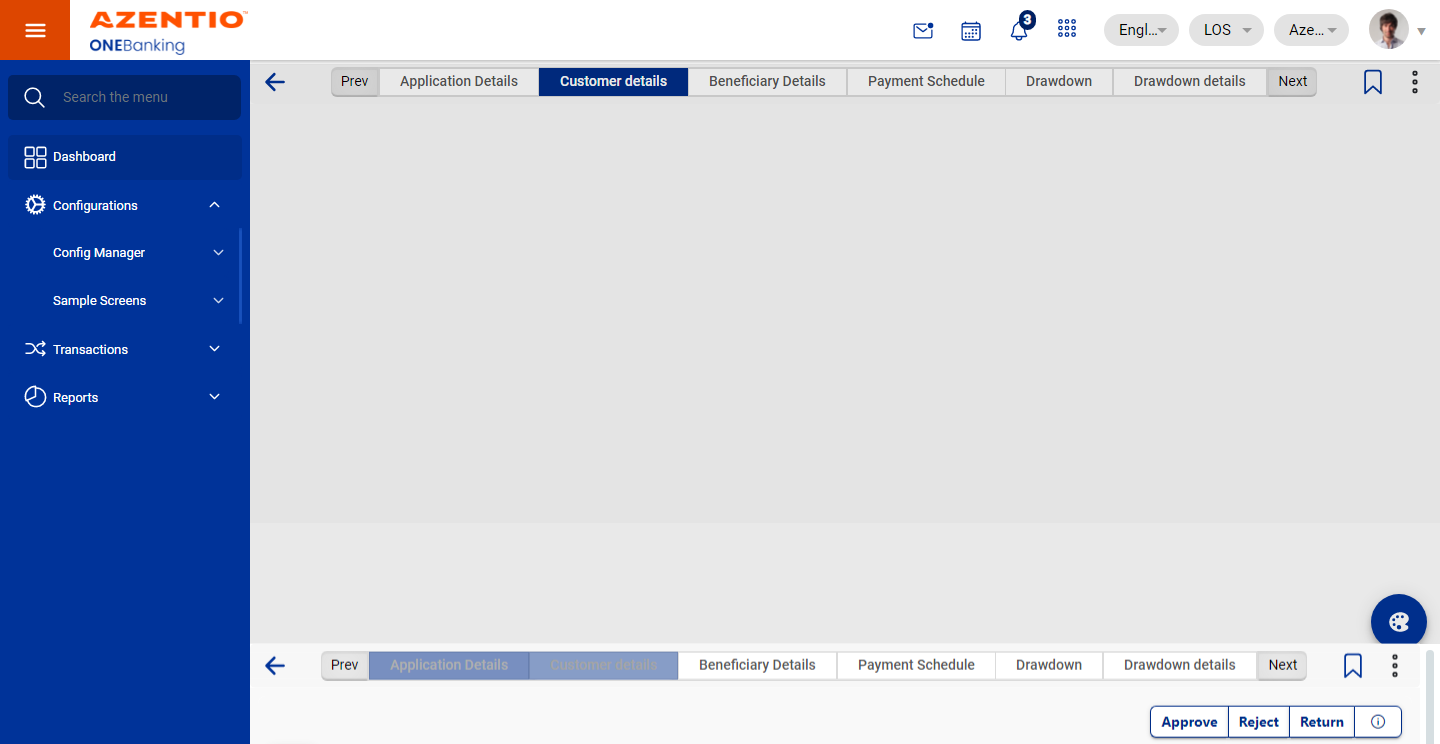 AZENTIO™
ONEBanking
3
Engl...
LOS
Aze...
Search the menu
Dashboard
Configurations
Config Manager
Sample Screens
Transactions
Reports
Prev Application Details Customer details Beneficiary Details Payment Schedule Drawdown Drawdown details Next
Prev Application Details Customer details Beneficiary Details Payment Schedule Drawdown Drawdown details Next
Approve Reject Return